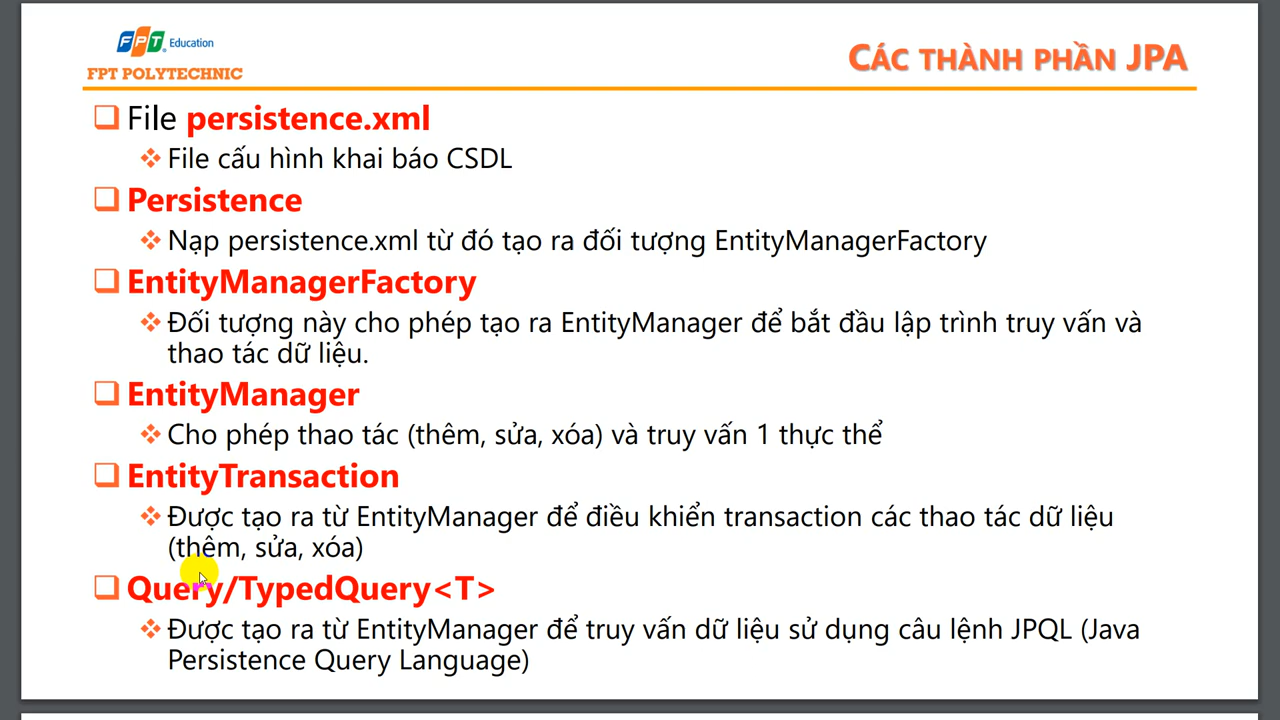 FPT Education
FPT POLYTECHNIC
CÁC THÀNH PHẦN JPA
File persistence.xml
File cấu hình khai báo CSDL
Persistence
Nạp persistence.xml từ đó tạo ra đối tượng EntityManagerFactory
EntityManagerFactory
Đối tượng này cho phép tạo ra EntityManager để bắt đầu lập trình truy vấn và
thao tác dữ liệu.
EntityManager
Cho phép thao tác (thêm, sửa, xóa) và truy vấn 1 thực thể
EntityTransaction
Được tạo ra từ EntityManager để điều khiển transaction các thao tác dữ liệu
(thêm, sửa, xóa)
Query/TypedQuery<T>
Được tạo ra từ EntityManager để truy vấn dữ liệu sử dụng câu lệnh JPQL (Java
Persistence Query Language)